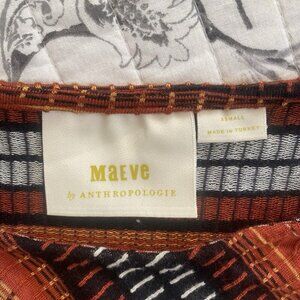 MAEVE
by ANTHROPOLOGIE
XSMALL
MADE IN TURKEY